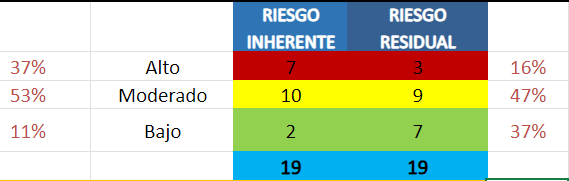 RIESGO INHERENTE RIESGO RESIDUAL
37% Alto 7 3 16%
53% Moderado 10 9 47%
11% Bajo 2 7 37%
19 19